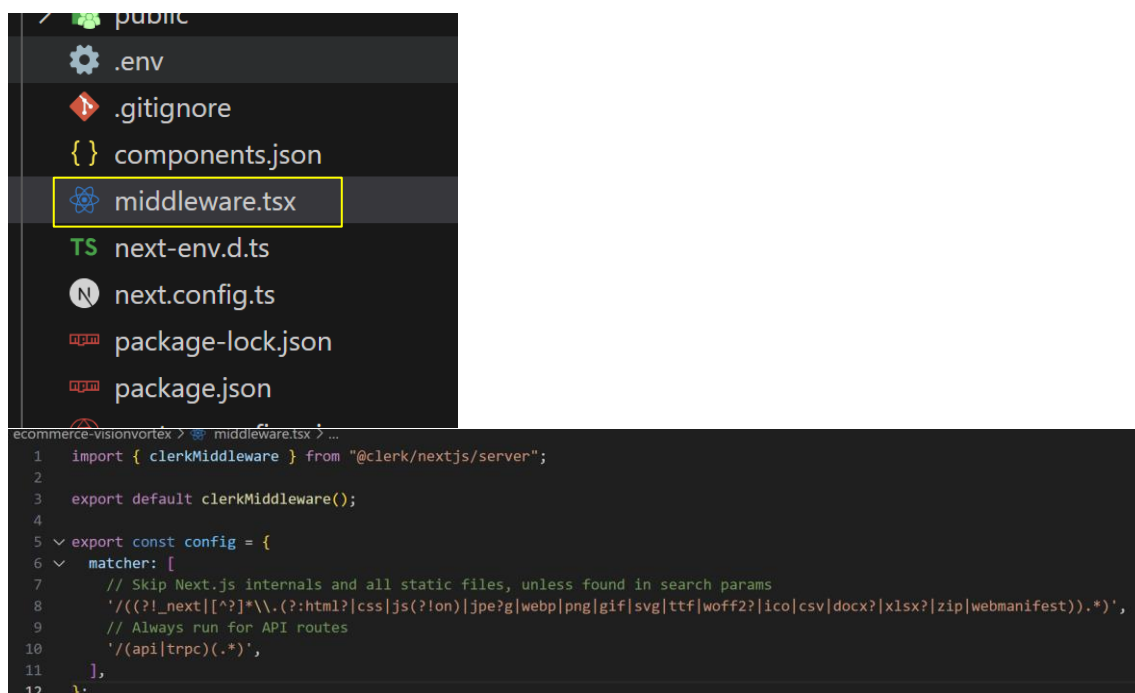 public
.env
.gitignore
{ } components.json
middleware.tsx
TS next-env.d.ts
N next.config.ts
package-lock.json
package.json
ecommerce-visionvortex > middleware.tsx > ...
1 import { clerkMiddleware } from "@clerk/nextjs/server";
2
3 export default clerkMiddleware();
4
5 export const config = {
6 matcher: [
7 // Skip Next.js internals and all static files, unless found in search params
8 '/((?!_next|[^?]*\\.(?:html?|css|js(?!on)|jpe?g|webp|png|gif|svg|ttf|woff2?|ico|csv|docx?|xlsx?|zip|webmanifest)).*)',
9 // Always run for API routes
10 '/(api|trpc)(.*)',
11 ],
12 };